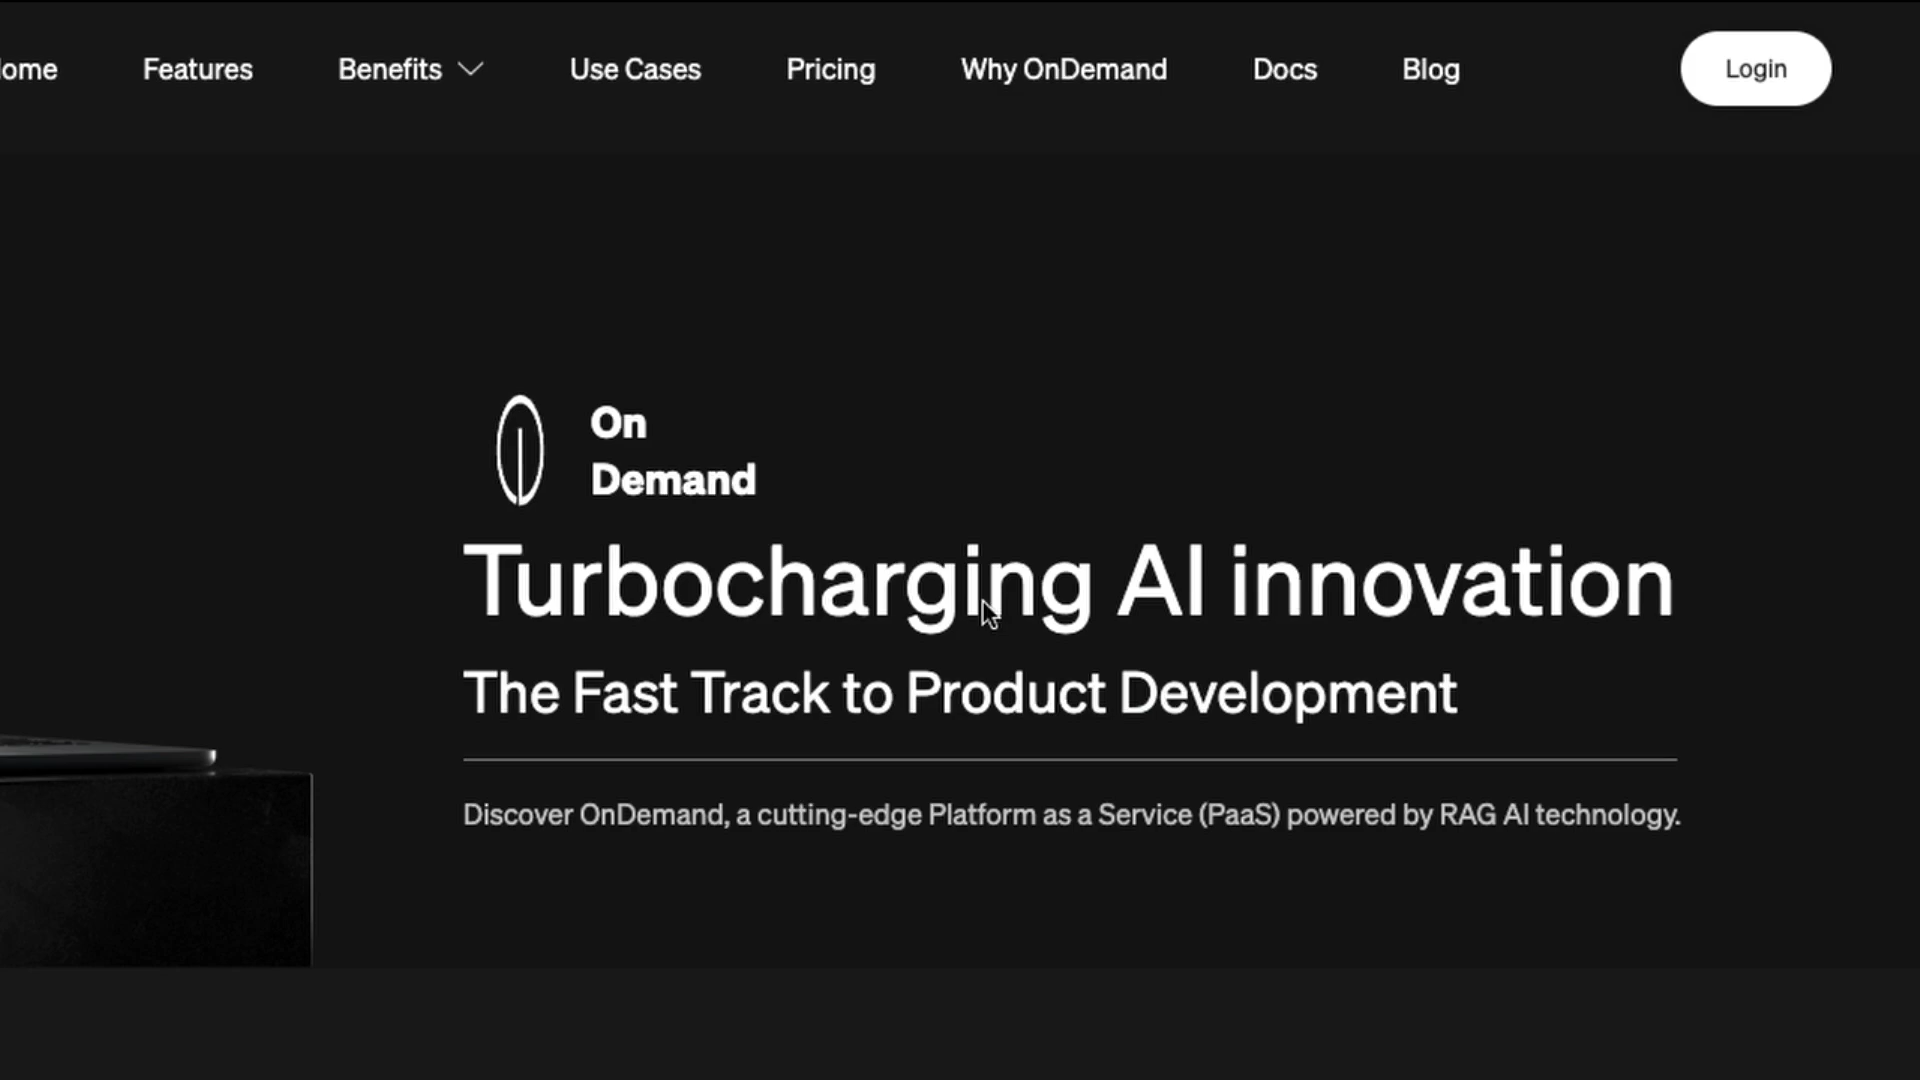 ome Features Benefits Use Cases Pricing Why OnDemand Docs Blog Login
On
Demand
Turbocharging AI innovation
The Fast Track to Product Development
Discover OnDemand, a cutting-edge Platform as a Service (PaaS) powered by RAG AI technology.